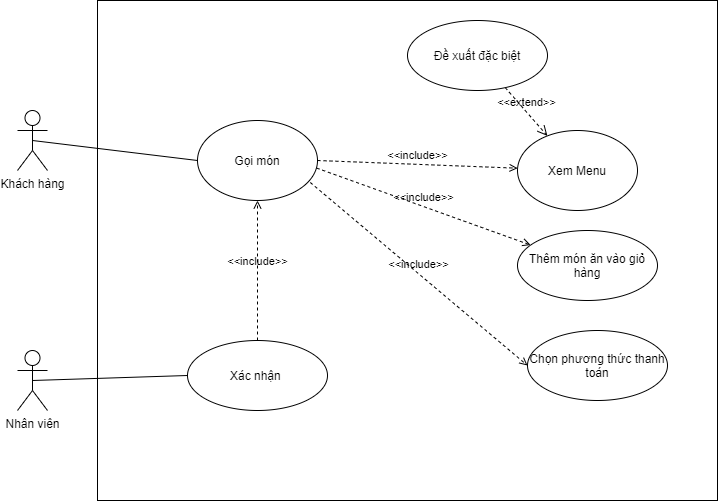 Đề xuất đặc biệt
<<extend>>
Khách hàng
Gọi món
<<include>>
Xem Menu
<<include>>
Thêm món ăn vào giỏ
hàng
<<include>>
<<include>>
Chọn phương thức thanh
toán
Xác nhận
Nhân viên